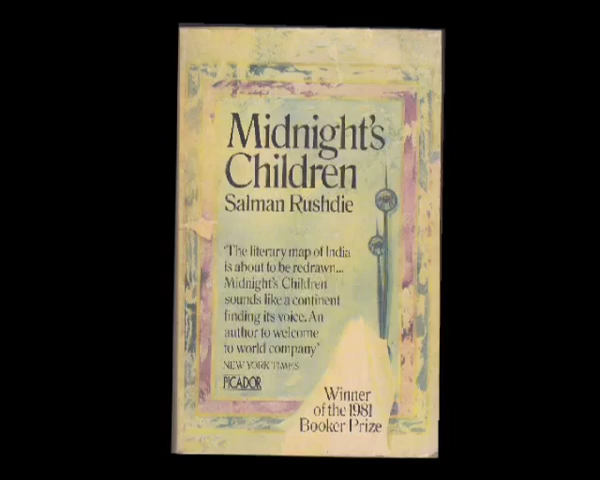 Midnight's
Children
Salman Rushdie
'The literary map of India
is about to be redrawn...
Midnight's Children
sounds like a continent
finding its voice. An
author to welcome
to world company'
NEW YORK TIMES
PICADOR
Winner
of the 1981
Booker Prize